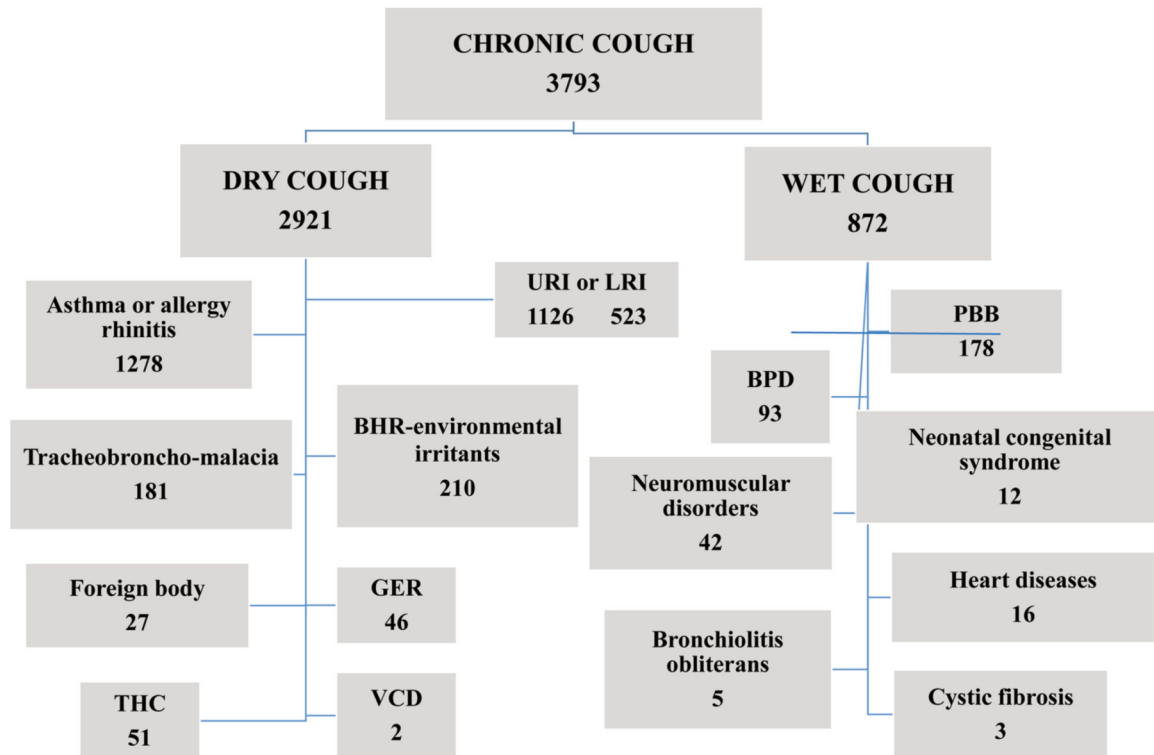 CHRONIC COUGH
3793
DRY COUGH
2921
WET COUGH
872
Asthma or allergy
rhinitis
1278
URI or LRI
1126 523
Tracheobroncho-malacia
181
BHR-environmental
irritants
210
Foreign body
27
GER
46
THC
51
VCD
2
PBB
178
BPD
93
Neonatal congenital
syndrome
12
Neuromuscular
disorders
42
Heart diseases
16
Bronchiolitis
obliterans
5
Cystic fibrosis
3